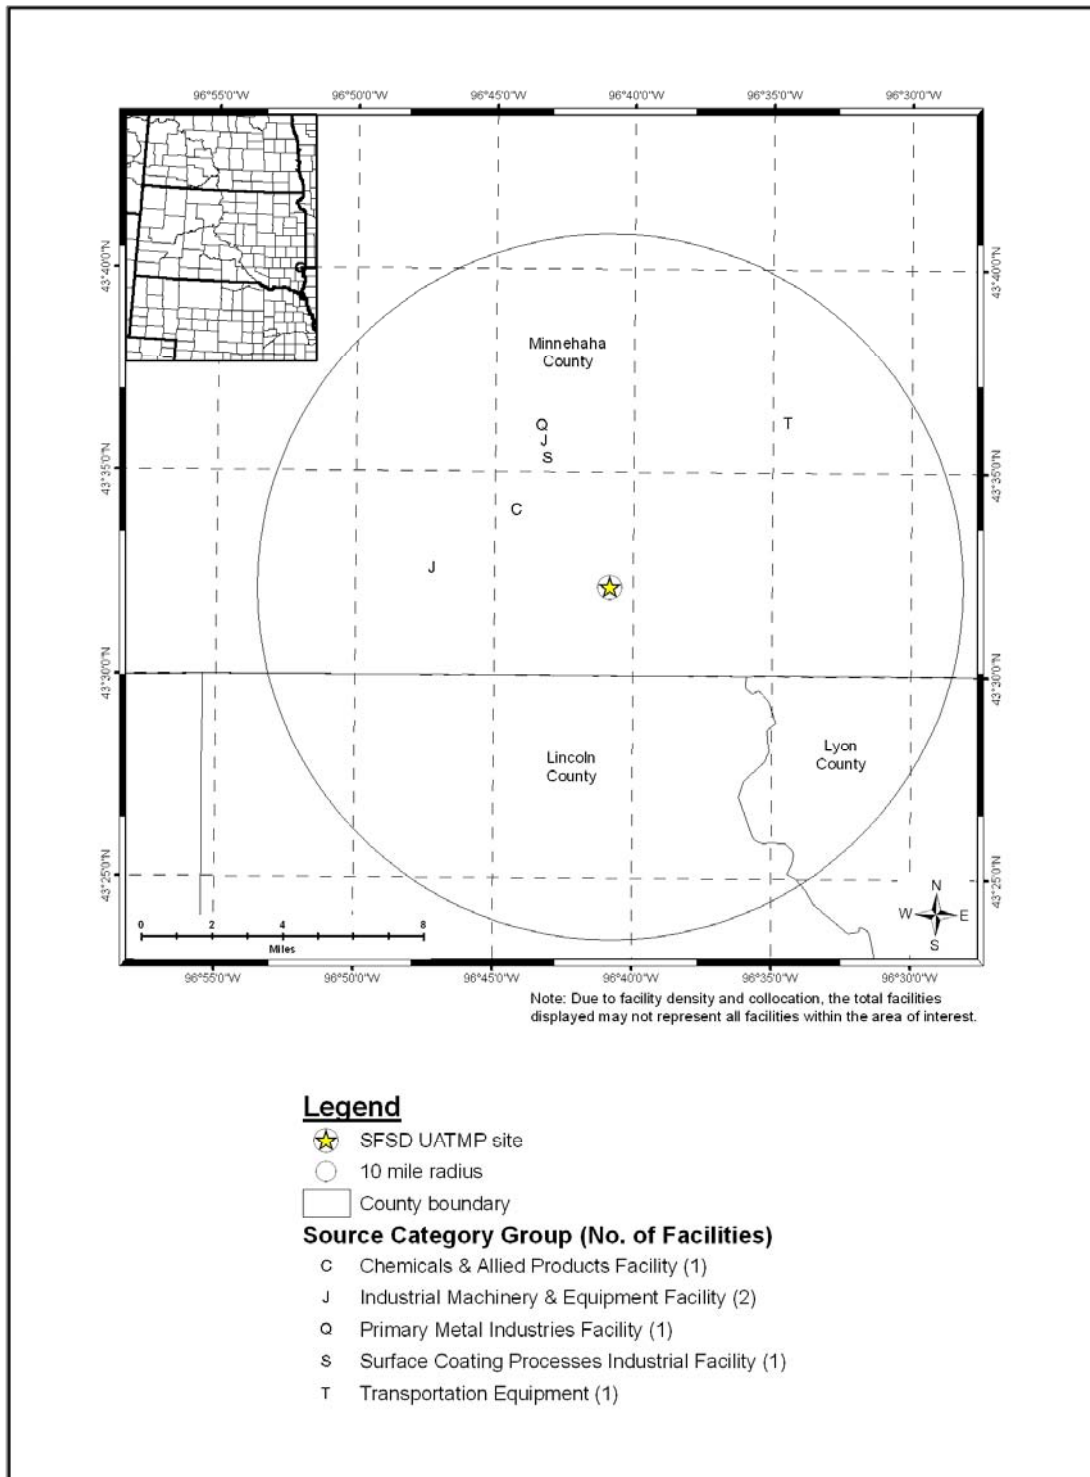 96°55'0"W 96°50'0"W 96°45'0"W 96°40'0"W 96°35'0"W 96°30'0"W
43°40'0"N 43°40'0"N
Minnehaha
County
Q
T
J
S
43°35'0"N 43°35'0"N
C
J
43°30'0"N 43°30'0"N
Lincoln
County
Lyon
County
43°25'0"N 43°25'0"N
N
W E
S
0 2 4 8
Miles
96°55'0"W 96°50'0"W 96°45'0"W 96°40'0"W 96°35'0"W 96°30'0"W
Note: Due to facility density and collocation, the total facilities
displayed may not represent all facilities within the area of interest.
Legend
SFSD UATMP site
10 mile radius
County boundary
Source Category Group (No. of Facilities)
C Chemicals & Allied Products Facility (1)
J Industrial Machinery & Equipment Facility (2)
Q Primary Metal Industries Facility (1)
S Surface Coating Processes Industrial Facility (1)
T Transportation Equipment (1)